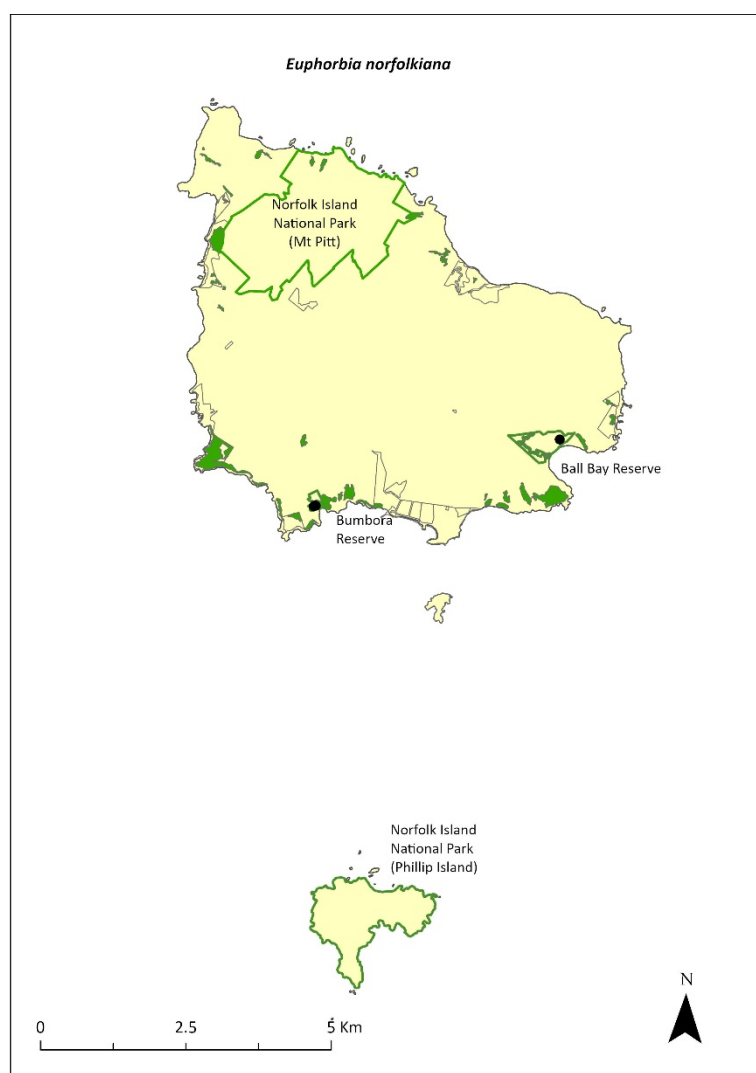 Euphorbia norfolkiana
Norfolk Island
National Park
(Mt Pitt)
Ball Bay Reserve
Bumbora
Reserve
Norfolk Island
National Park
(Phillip Island)
N
0 2.5 5 Km